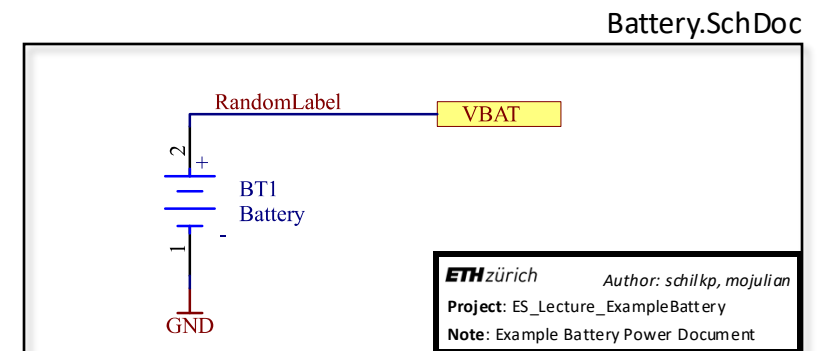 Battery.SchDoc
RandomLabel
VBAT
2
+
BT1
Battery
-
1
GND
ETH zürich
Author: schilkp, mojulian
Project: ES_Lecture_ExampleBattery
Note: Example Battery Power Document